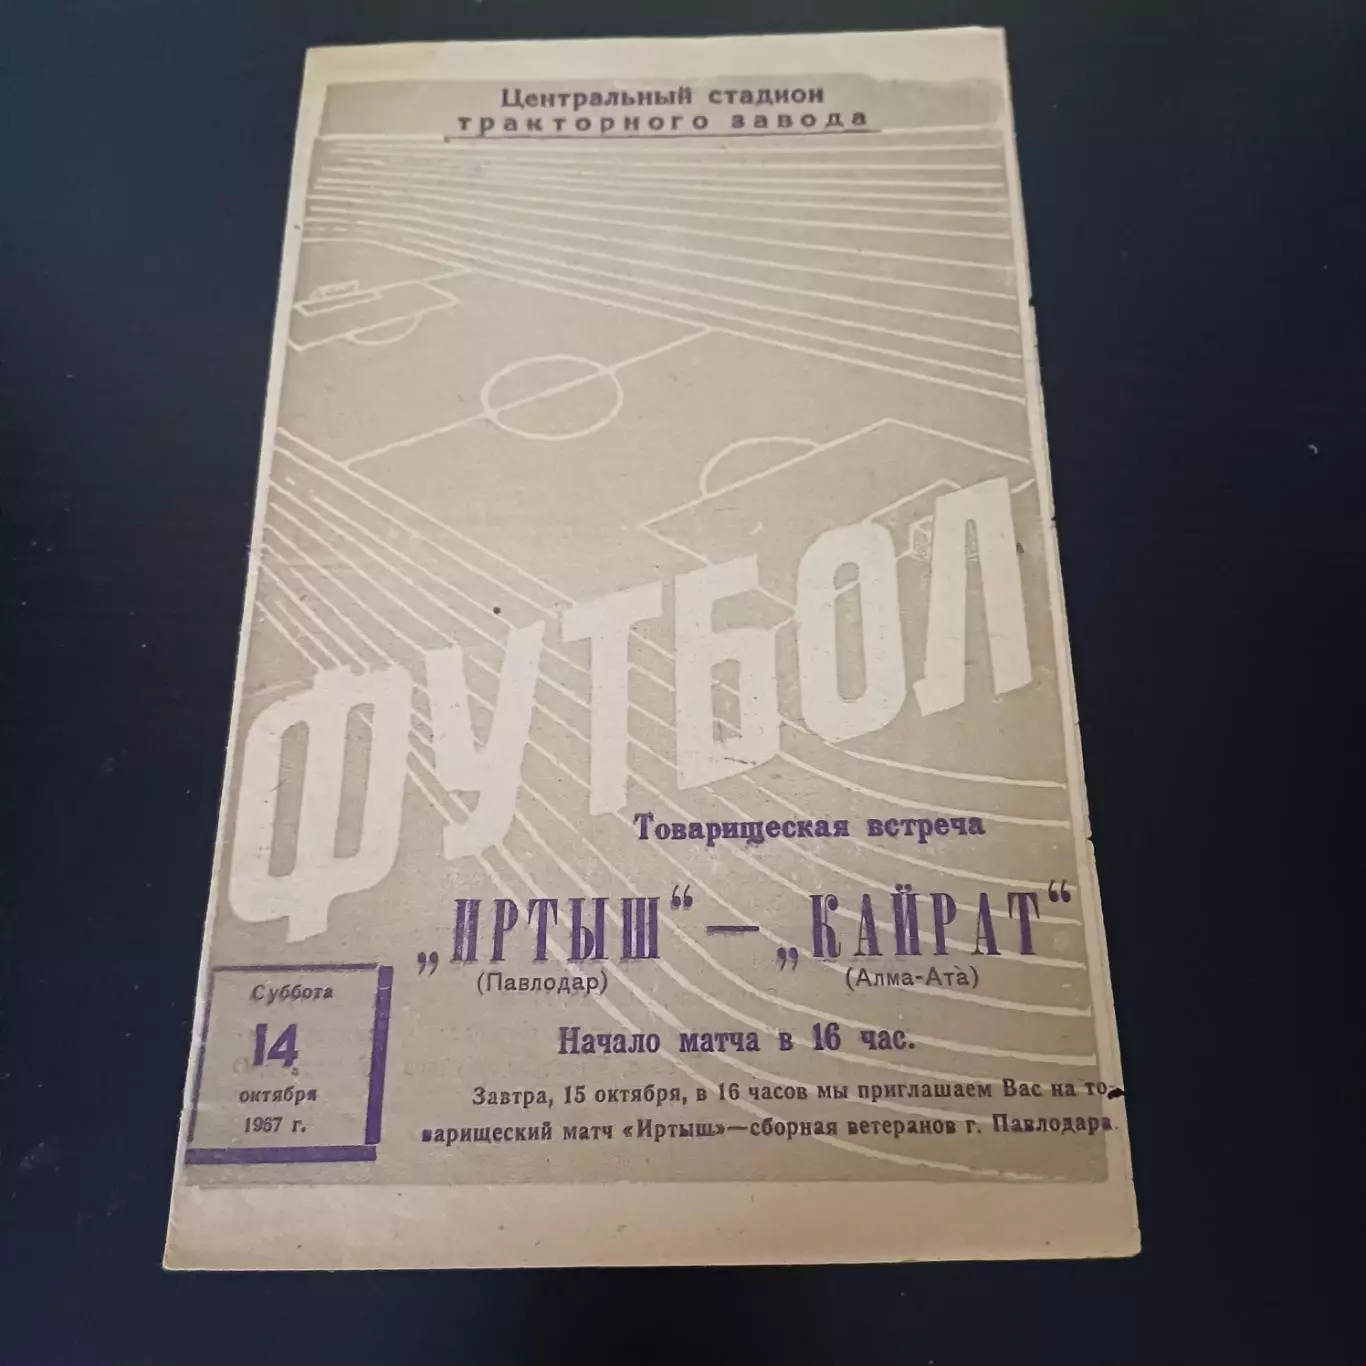 Центральный стадион
тракторного завода
ФУТБОЛ
Товарищеская встреча
„ИРТЫШ“ — „КАЙРАТ“
(Павлодар) (Алма-Ата)
Суббота
14
октября
1967 г.
Начало матча в 16 час.
Завтра, 15 октября, в 16 часов мы приглашаем Вас на то-
варищеский матч «Иртыш»—сборная ветеранов г. Павлодара.